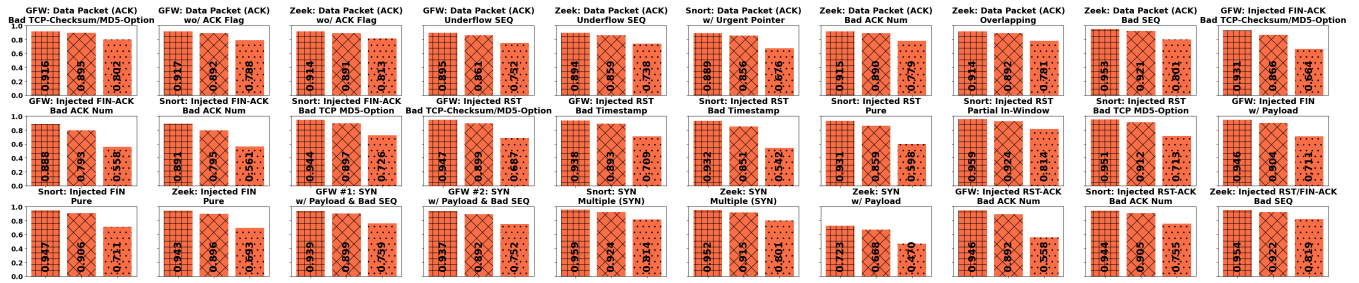 GFW: Data Packet (ACK)
Bad TCP-Checksum/MD5-Option
GFW: Data Packet (ACK)
wo/ ACK Flag
Zeek: Data Packet (ACK)
wo/ ACK Flag
GFW: Data Packet (ACK)
Underflow SEQ
Zeek: Data Packet (ACK)
Underflow SEQ
Snort: Data Packet (ACK)
w/ Urgent Pointer
Zeek: Data Packet (ACK)
Bad ACK Num
Zeek: Data Packet (ACK)
Overlapping
Zeek: Data Packet (ACK)
Bad SEQ
GFW: Injected FIN-ACK
Bad TCP-Checksum/MD5-Option
1.0
0.8
0.6
0.4
0.2
0.0
0.916
0.895
0.802
0.917
0.892
0.788
0.914
0.891
0.813
0.895
0.861
0.752
0.894
0.859
0.738
0.889
0.856
0.676
0.915
0.890
0.779
0.914
0.892
0.781
0.953
0.921
0.801
0.931
0.866
0.664
GFW: Injected FIN-ACK
Bad ACK Num
Snort: Injected FIN-ACK
Bad ACK Num
Snort: Injected FIN-ACK
Bad TCP MD5-Option
GFW: Injected RST
Bad TCP-Checksum/MD5-Option
GFW: Injected RST
Bad Timestamp
Snort: Injected RST
Bad Timestamp
Snort: Injected RST
Pure
Snort: Injected RST
Partial In-Window
Snort: Injected RST
Bad TCP MD5-Option
GFW: Injected FIN
w/ Payload
1.0
0.8
0.6
0.4
0.2
0.0
0.888
0.793
0.558
0.891
0.795
0.561
0.944
0.897
0.726
0.947
0.899
0.687
0.938
0.893
0.709
0.932
0.851
0.542
0.931
0.859
0.598
0.959
0.924
0.814
0.951
0.912
0.713
0.946
0.904
0.711
Snort: Injected FIN
Pure
Zeek: Injected FIN
Pure
GFW #1: SYN
w/ Payload & Bad SEQ
GFW #2: SYN
w/ Payload & Bad SEQ
Snort: SYN
Multiple (SYN)
Zeek: SYN
Multiple (SYN)
Zeek: SYN
w/ Payload
GFW: Injected RST-ACK
Bad ACK Num
Snort: Injected RST-ACK
Bad ACK Num
Zeek: Injected RST/FIN-ACK
Bad SEQ
1.0
0.8
0.6
0.4
0.2
0.0
0.947
0.906
0.711
0.943
0.896
0.693
0.939
0.899
0.759
0.937
0.892
0.752
0.959
0.924
0.814
0.952
0.915
0.801
0.723
0.668
0.470
0.946
0.892
0.558
0.944
0.905
0.755
0.954
0.922
0.819